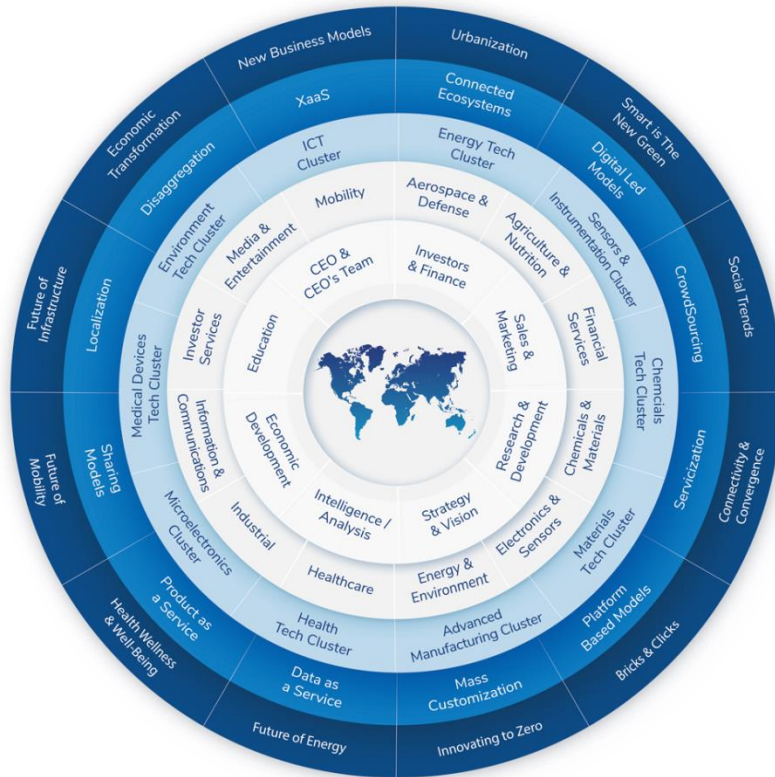 New Business Models
Urbanization
Smart is The
New Green
Social Trends
Connectivity &
Convergence
Bricks & Clicks
Innovating to Zero
Future of Energy
Health Wellness
& Well-Being
Future of
Mobility
Future of
Infrastructure
Economic
Transformation
XaaS
Connected
Ecosystems
Digital Led
Models
CrowdSourcing
Servicization
Platform
Based Models
Mass
Customization
Data as
a Service
Product as
a Service
Sharing
Models
Localization
Disaggregation
ICT
Cluster
Energy Tech
Cluster
Sensors &
Instrumentation Cluster
Chemcials
Tech Cluster
Materials
Tech Cluster
Advanced
Manufacturing Cluster
Health
Tech Cluster
Microelectronics
Cluster
Medical Devices
Tech Cluster
Environment
Tech Cluster
Mobility
Aerospace &
Defense
Agriculture &
Nutrition
Financial
Services
Chemicals &
Materials
Electronics &
Sensors
Energy &
Environment
Healthcare
Industrial
Information &
Communications
Investor
Services
Media &
Entertainment
CEO &
CEO's Team
Investors
& Finance
Sales &
Marketing
Research &
Development
Strategy
& Vision
Intelligence /
Analysis
Economic
Development
Education